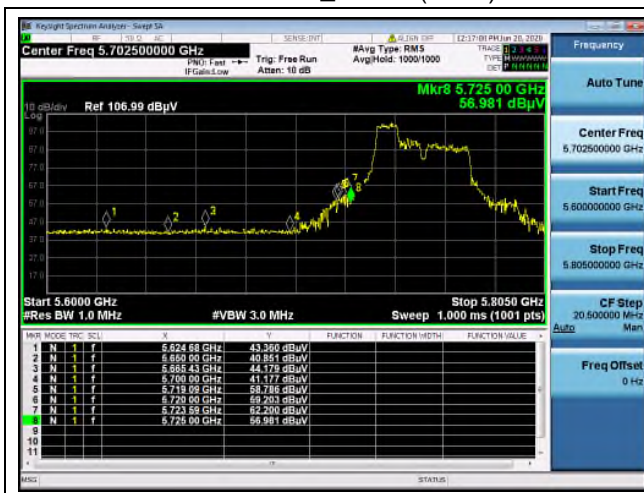 Keysight Spectrum Analyzer - Swept SA
RF 50 Ω AC SENSE:INT ALIGN OFF 12:17:01 PM Jun 20, 2020
Center Freq 5.702500000 GHz #Avg Type: RMS TRACE 1 2 3 4 5 6
PNO: Fast Trig: Free Run Avg|Hold: 1000/1000 TYPE M WWWWW
IFGain:Low Atten: 10 dB DET P N N N N N
Frequency
Auto Tune
Mkr8 5.725 00 GHz
10 dB/div Ref 106.99 dBµV 56.981 dBµV
Log
97.0
87.0
77.0
67.0
57.0
47.0
37.0
27.0
17.0
1
2
3
4
7
8
Start 5.6000 GHz Stop 5.8050 GHz
#Res BW 1.0 MHz #VBW 3.0 MHz Sweep 1.000 ms (1001 pts)
MKR MODE TRC SCL X Y FUNCTION FUNCTION WIDTH FUNCTION VALUE
1 N 1 f 5.624 68 GHz 43.360 dBµV
2 N 1 f 5.650 00 GHz 40.851 dBµV
3 N 1 f 5.665 43 GHz 44.179 dBµV
4 N 1 f 5.700 00 GHz 41.177 dBµV
5 N 1 f 5.719 09 GHz 58.786 dBµV
6 N 1 f 5.720 00 GHz 59.203 dBµV
7 N 1 f 5.723 59 GHz 62.200 dBµV
8 N 1 f 5.725 00 GHz 56.981 dBµV
9
10
11
Center Freq
5.702500000 GHz
Start Freq
5.600000000 GHz
Stop Freq
5.805000000 GHz
CF Step
20.500000 MHz
Auto Man
Freq Offset
0 Hz
MSG STATUS